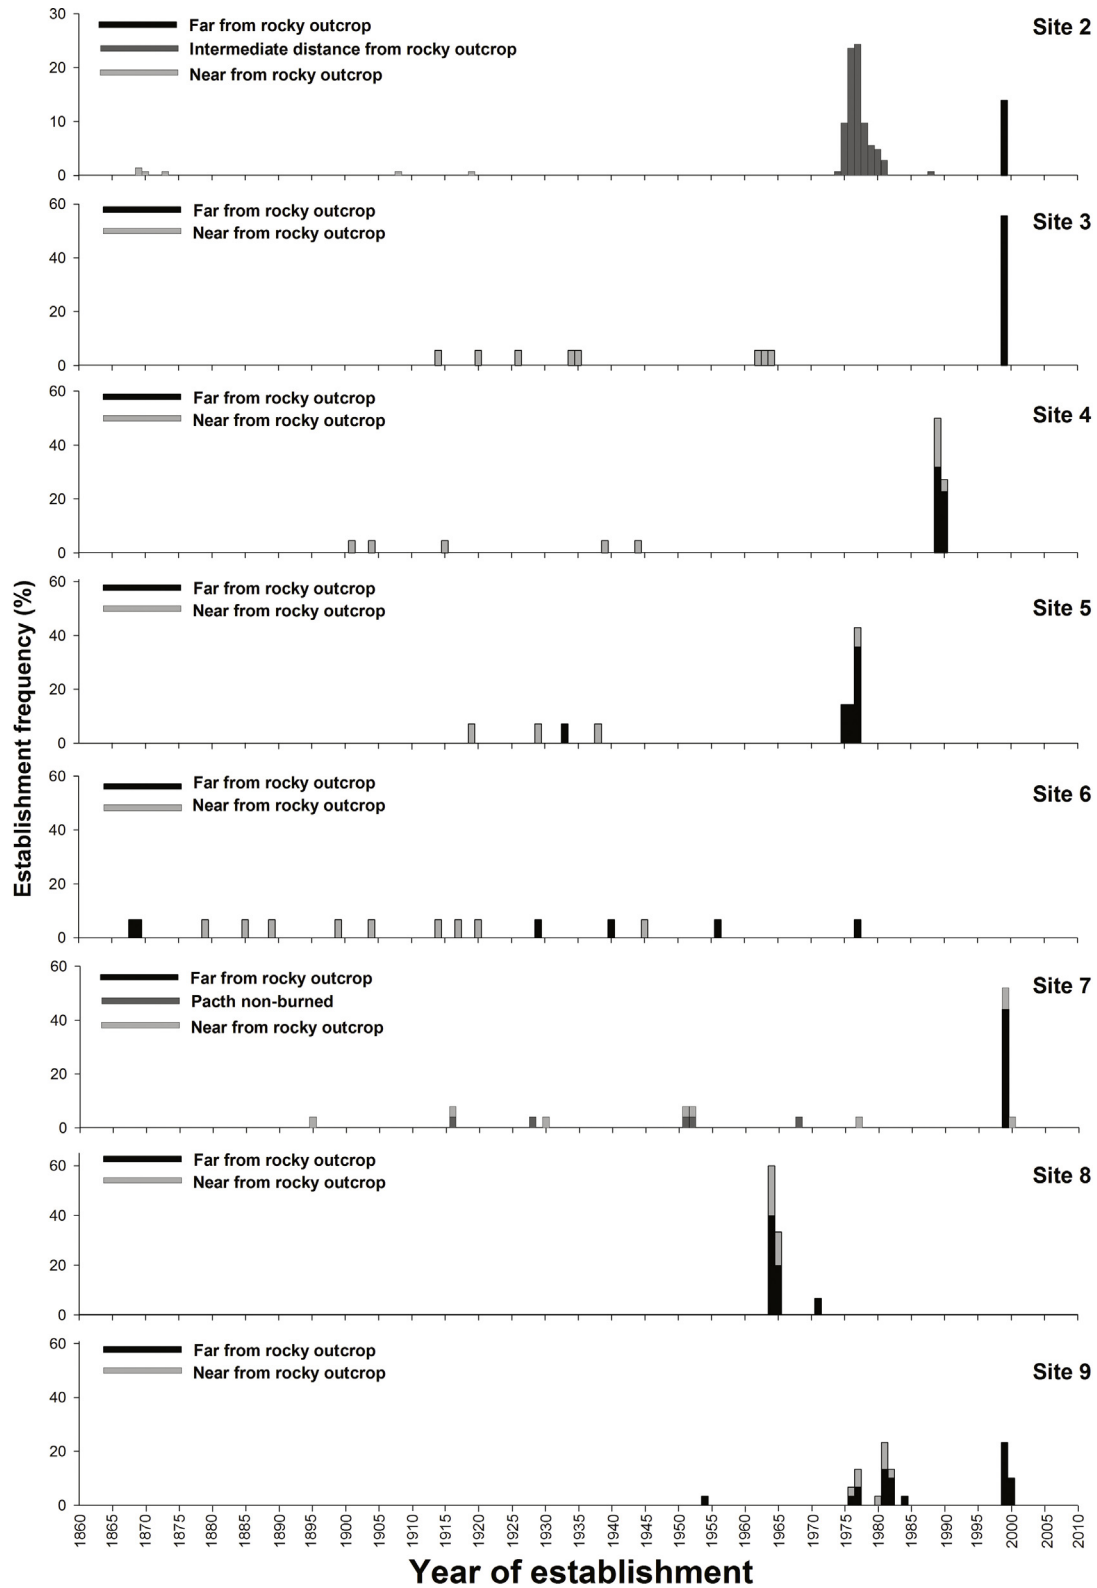 Establishment frequency (%)
30
20
10
0
Far from rocky outcrop
Intermediate distance from rocky outcrop
Near from rocky outcrop
Site 2
60
40
20
0
Far from rocky outcrop
Near from rocky outcrop
Site 3
60
40
20
0
Far from rocky outcrop
Near from rocky outcrop
Site 4
60
40
20
0
Far from rocky outcrop
Near from rocky outcrop
Site 5
60
40
20
0
Far from rocky outcrop
Near from rocky outcrop
Site 6
60
40
20
0
Far from rocky outcrop
Pacth non-burned
Near from rocky outcrop
Site 7
60
40
20
0
Far from rocky outcrop
Near from rocky outcrop
Site 8
60
40
20
0
Far from rocky outcrop
Near from rocky outcrop
Site 9
1860 1865 1870 1875 1880 1885 1890 1895 1900 1905 1910 1915 1920 1925 1930 1935 1940 1945 1950 1955 1960 1965 1970 1975 1980 1985 1990 1995 2000 2005 2010
Year of establishment